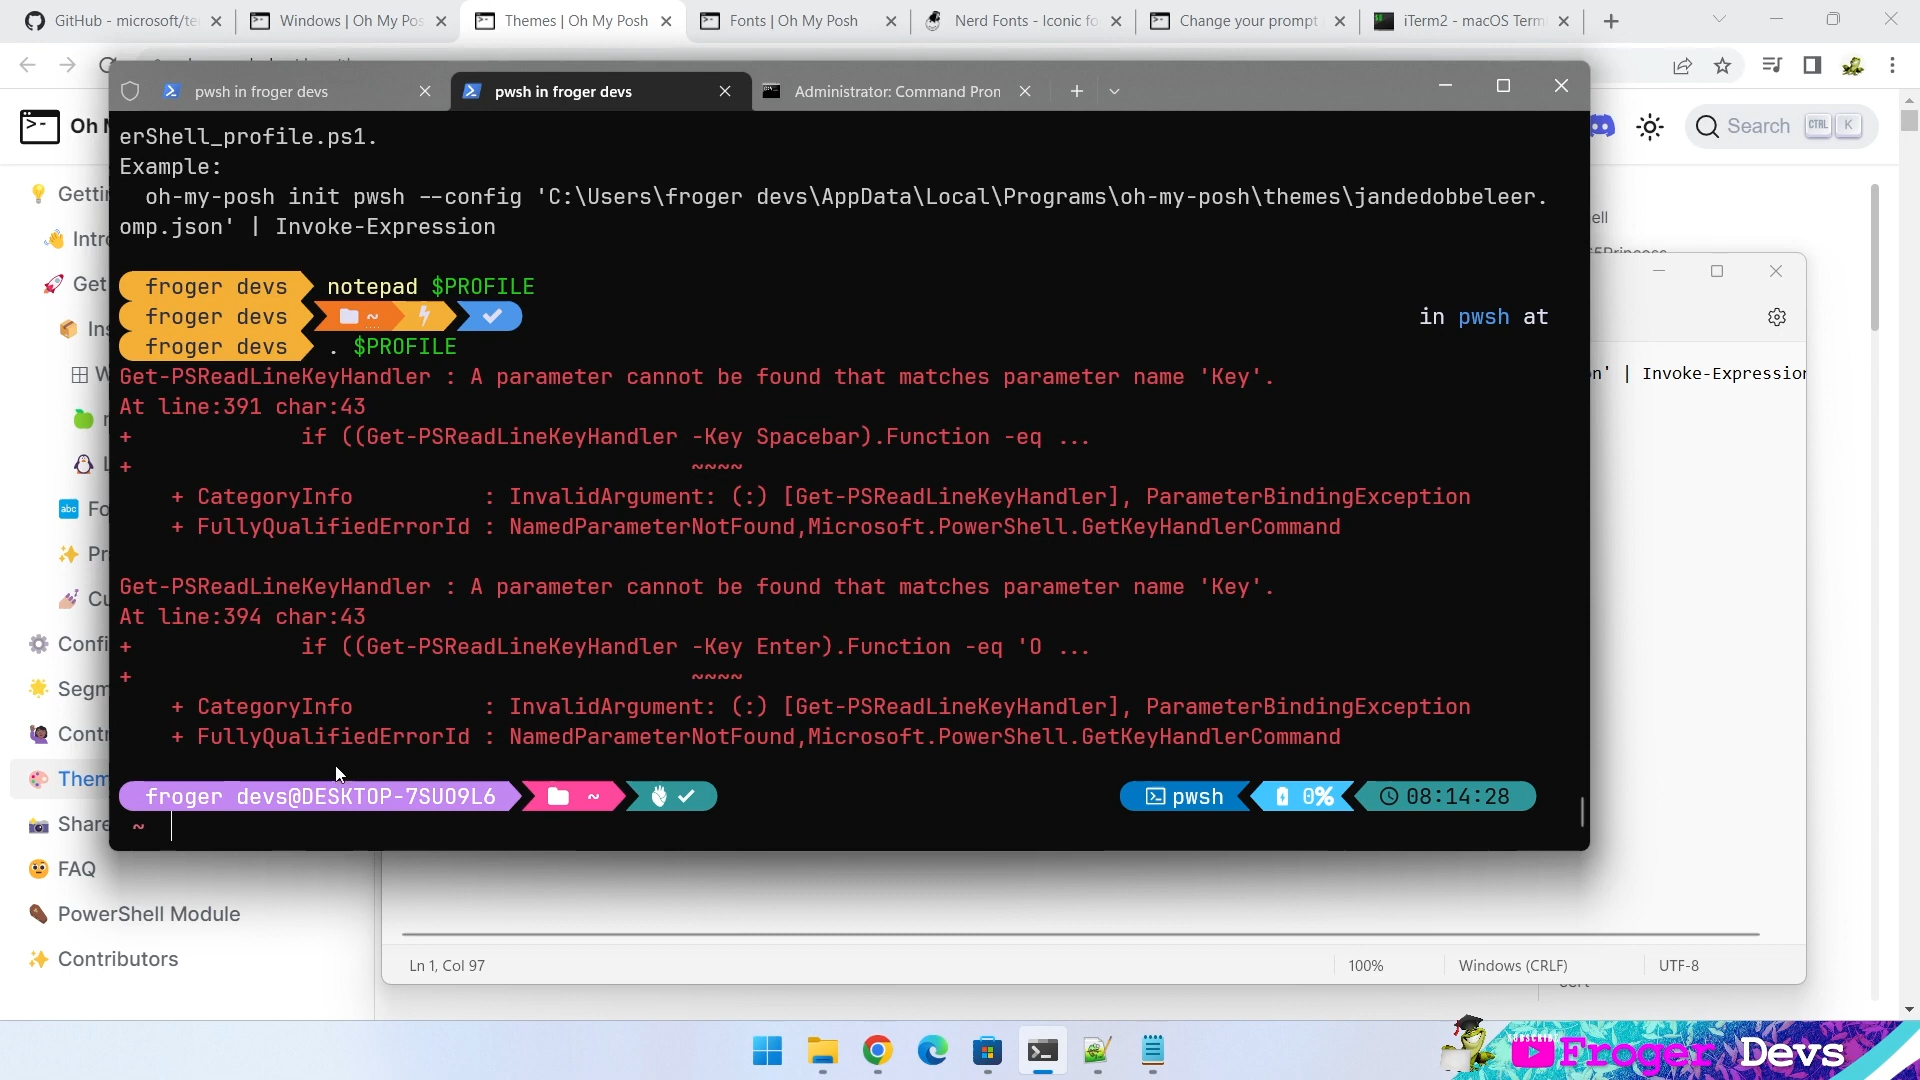 GitHub - microsoft/te
Windows | Oh My Pos
Themes | Oh My Posh
Fonts | Oh My Posh
Nerd Fonts - Iconic fo
Change your prompt
iTerm2 - macOS Term
pwsh in froger devs
pwsh in froger devs
Administrator: Command Pron
Oh M
Search CTRL K
erShell_profile.ps1.
Example:
oh-my-posh init pwsh --config 'C:\Users\froger devs\AppData\Local\Programs\oh-my-posh\themes\jandedobbeleer.
omp.json' | Invoke-Expression
froger devs notepad $PROFILE
froger devs ~
in pwsh at
froger devs . $PROFILE
Get-PSReadLineKeyHandler : A parameter cannot be found that matches parameter name 'Key'.
At line:391 char:43
+ if ((Get-PSReadLineKeyHandler -Key Spacebar).Function -eq ...
+ ~~~~
+ CategoryInfo : InvalidArgument: (:) [Get-PSReadLineKeyHandler], ParameterBindingException
+ FullyQualifiedErrorId : NamedParameterNotFound,Microsoft.PowerShell.GetKeyHandlerCommand
Get-PSReadLineKeyHandler : A parameter cannot be found that matches parameter name 'Key'.
At line:394 char:43
+ if ((Get-PSReadLineKeyHandler -Key Enter).Function -eq 'O ...
+ ~~~~
+ CategoryInfo : InvalidArgument: (:) [Get-PSReadLineKeyHandler], ParameterBindingException
+ FullyQualifiedErrorId : NamedParameterNotFound,Microsoft.PowerShell.GetKeyHandlerCommand
froger devs@DESKTOP-7SUO9L6 ~
pwsh 0% 08:14:28
~
Getti
Intro
Get
Ins
W
L
abc Fo
Pr
Cu
Confi
Segm
Contr
Them
Share
FAQ
PowerShell Module
Contributors
ell
on' | Invoke-Expression
Ln 1, Col 97
100%
Windows (CRLF)
UTF-8
SUBSCRIBE
Froger Devs